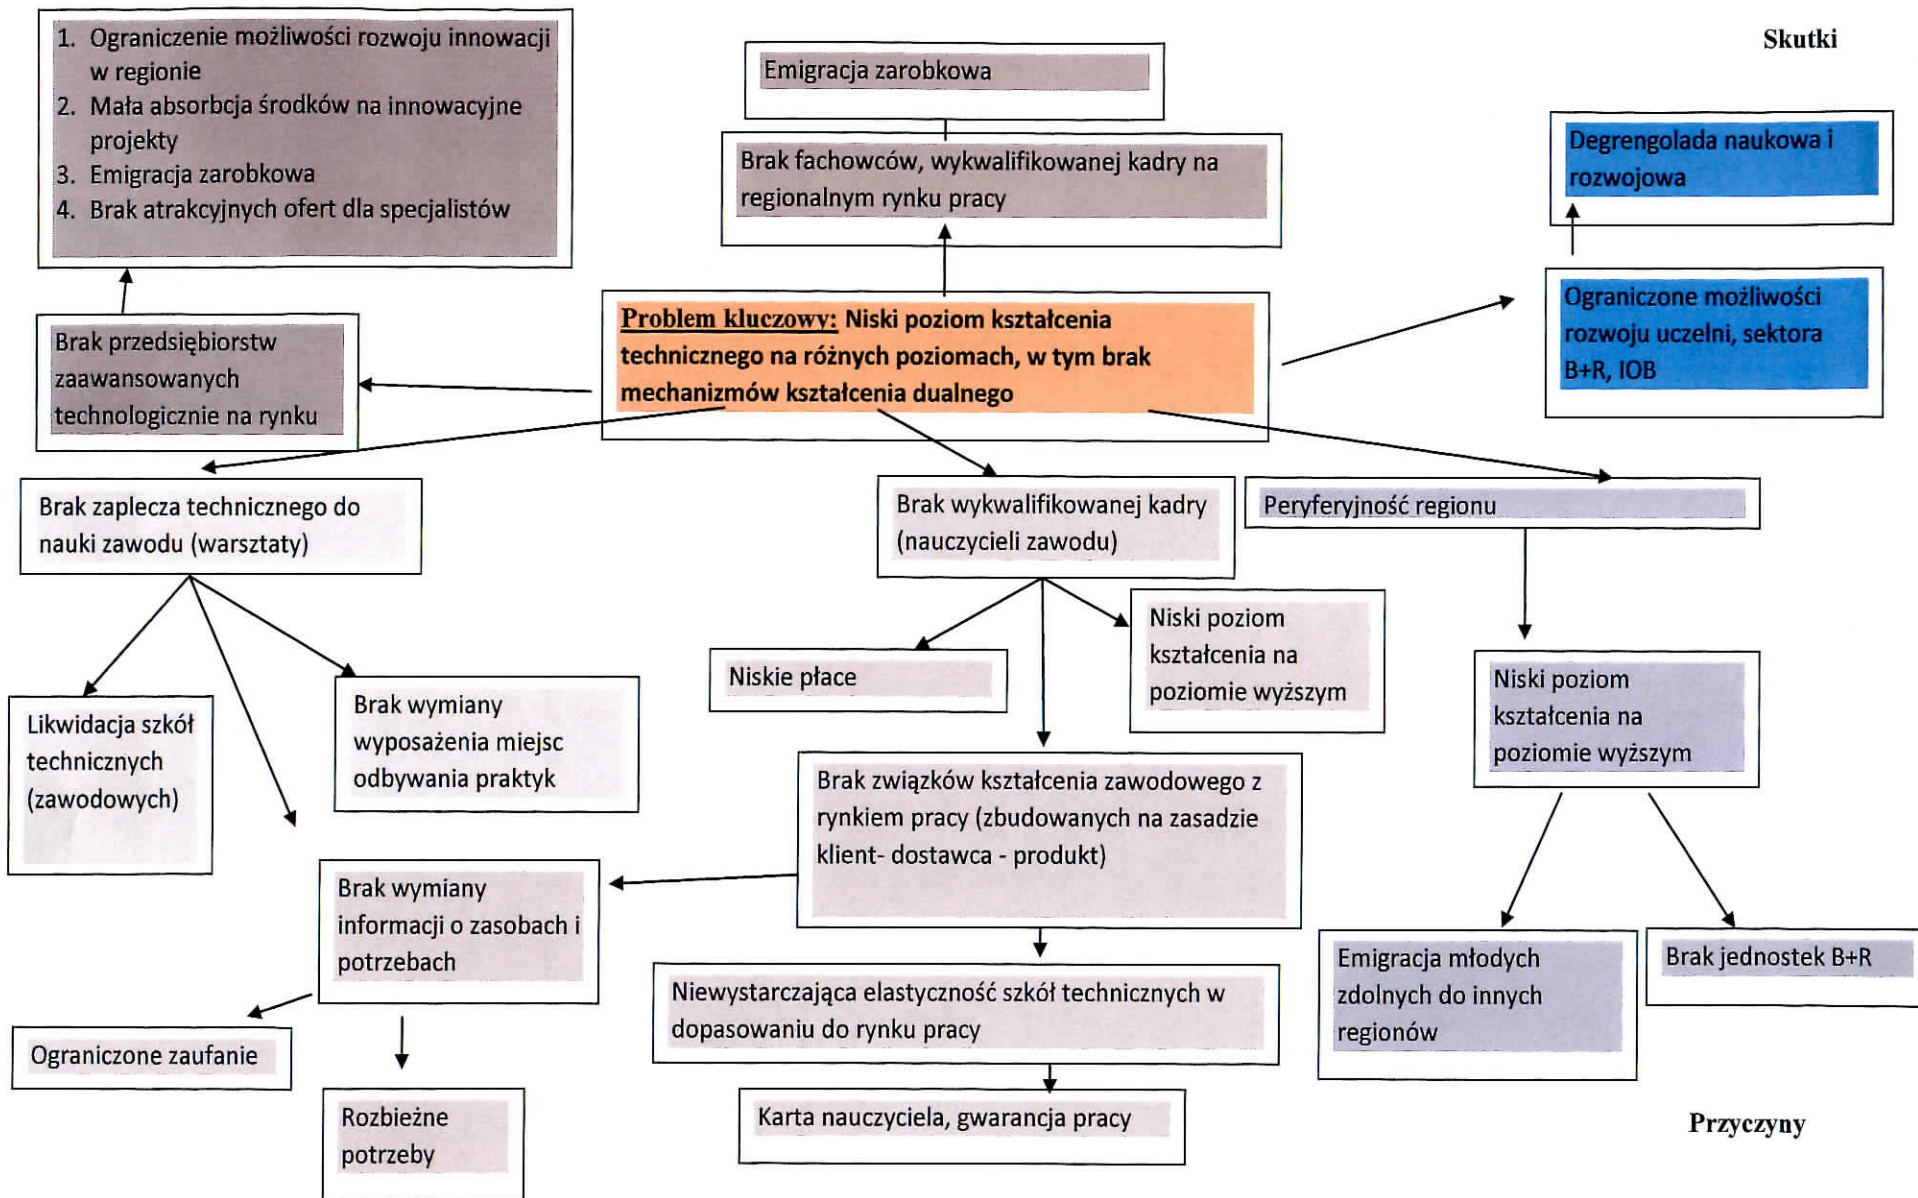 Skutki
1. Ograniczenie możliwości rozwoju innowacji
w regionie
2. Mała absorbcja środków na innowacyjne
projekty
3. Emigracja zarobkowa
4. Brak atrakcyjnych ofert dla specjalistów
Emigracja zarobkowa
Brak fachowców, wykwalifikowanej kadry na
regionalnym rynku pracy
Degrengolada naukowa i
rozwojowa
Ograniczone możliwości
rozwoju uczelni, sektora
B+R, IOB
Brak przedsiębiorstw
zaawansowanych
technologicznie na rynku
Problem kluczowy: Niski poziom kształcenia
technicznego na różnych poziomach, w tym brak
mechanizmów kształcenia dualnego
Brak zaplecza technicznego do
nauki zawodu (warsztaty)
Brak wykwalifikowanej kadry
(nauczycieli zawodu)
Peryferyjność regionu
Likwidacja szkół
technicznych
(zawodowych)
Brak wymiany
wyposażenia miejsc
odbywania praktyk
Niskie płace
Niski poziom
kształcenia na
poziomie wyższym
Niski poziom
kształcenia na
poziomie wyższym
Brak związków kształcenia zawodowego z
rynkiem pracy (zbudowanych na zasadzie
klient- dostawca - produkt)
Brak wymiany
informacji o zasobach i
potrzebach
Niewystarczająca elastyczność szkół technicznych w
dopasowaniu do rynku pracy
Emigracja młodych
zdolnych do innych
regionów
Brak jednostek B+R
Ograniczone zaufanie
Rozbieżne
potrzeby
Karta nauczyciela, gwarancja pracy
Przyczyny